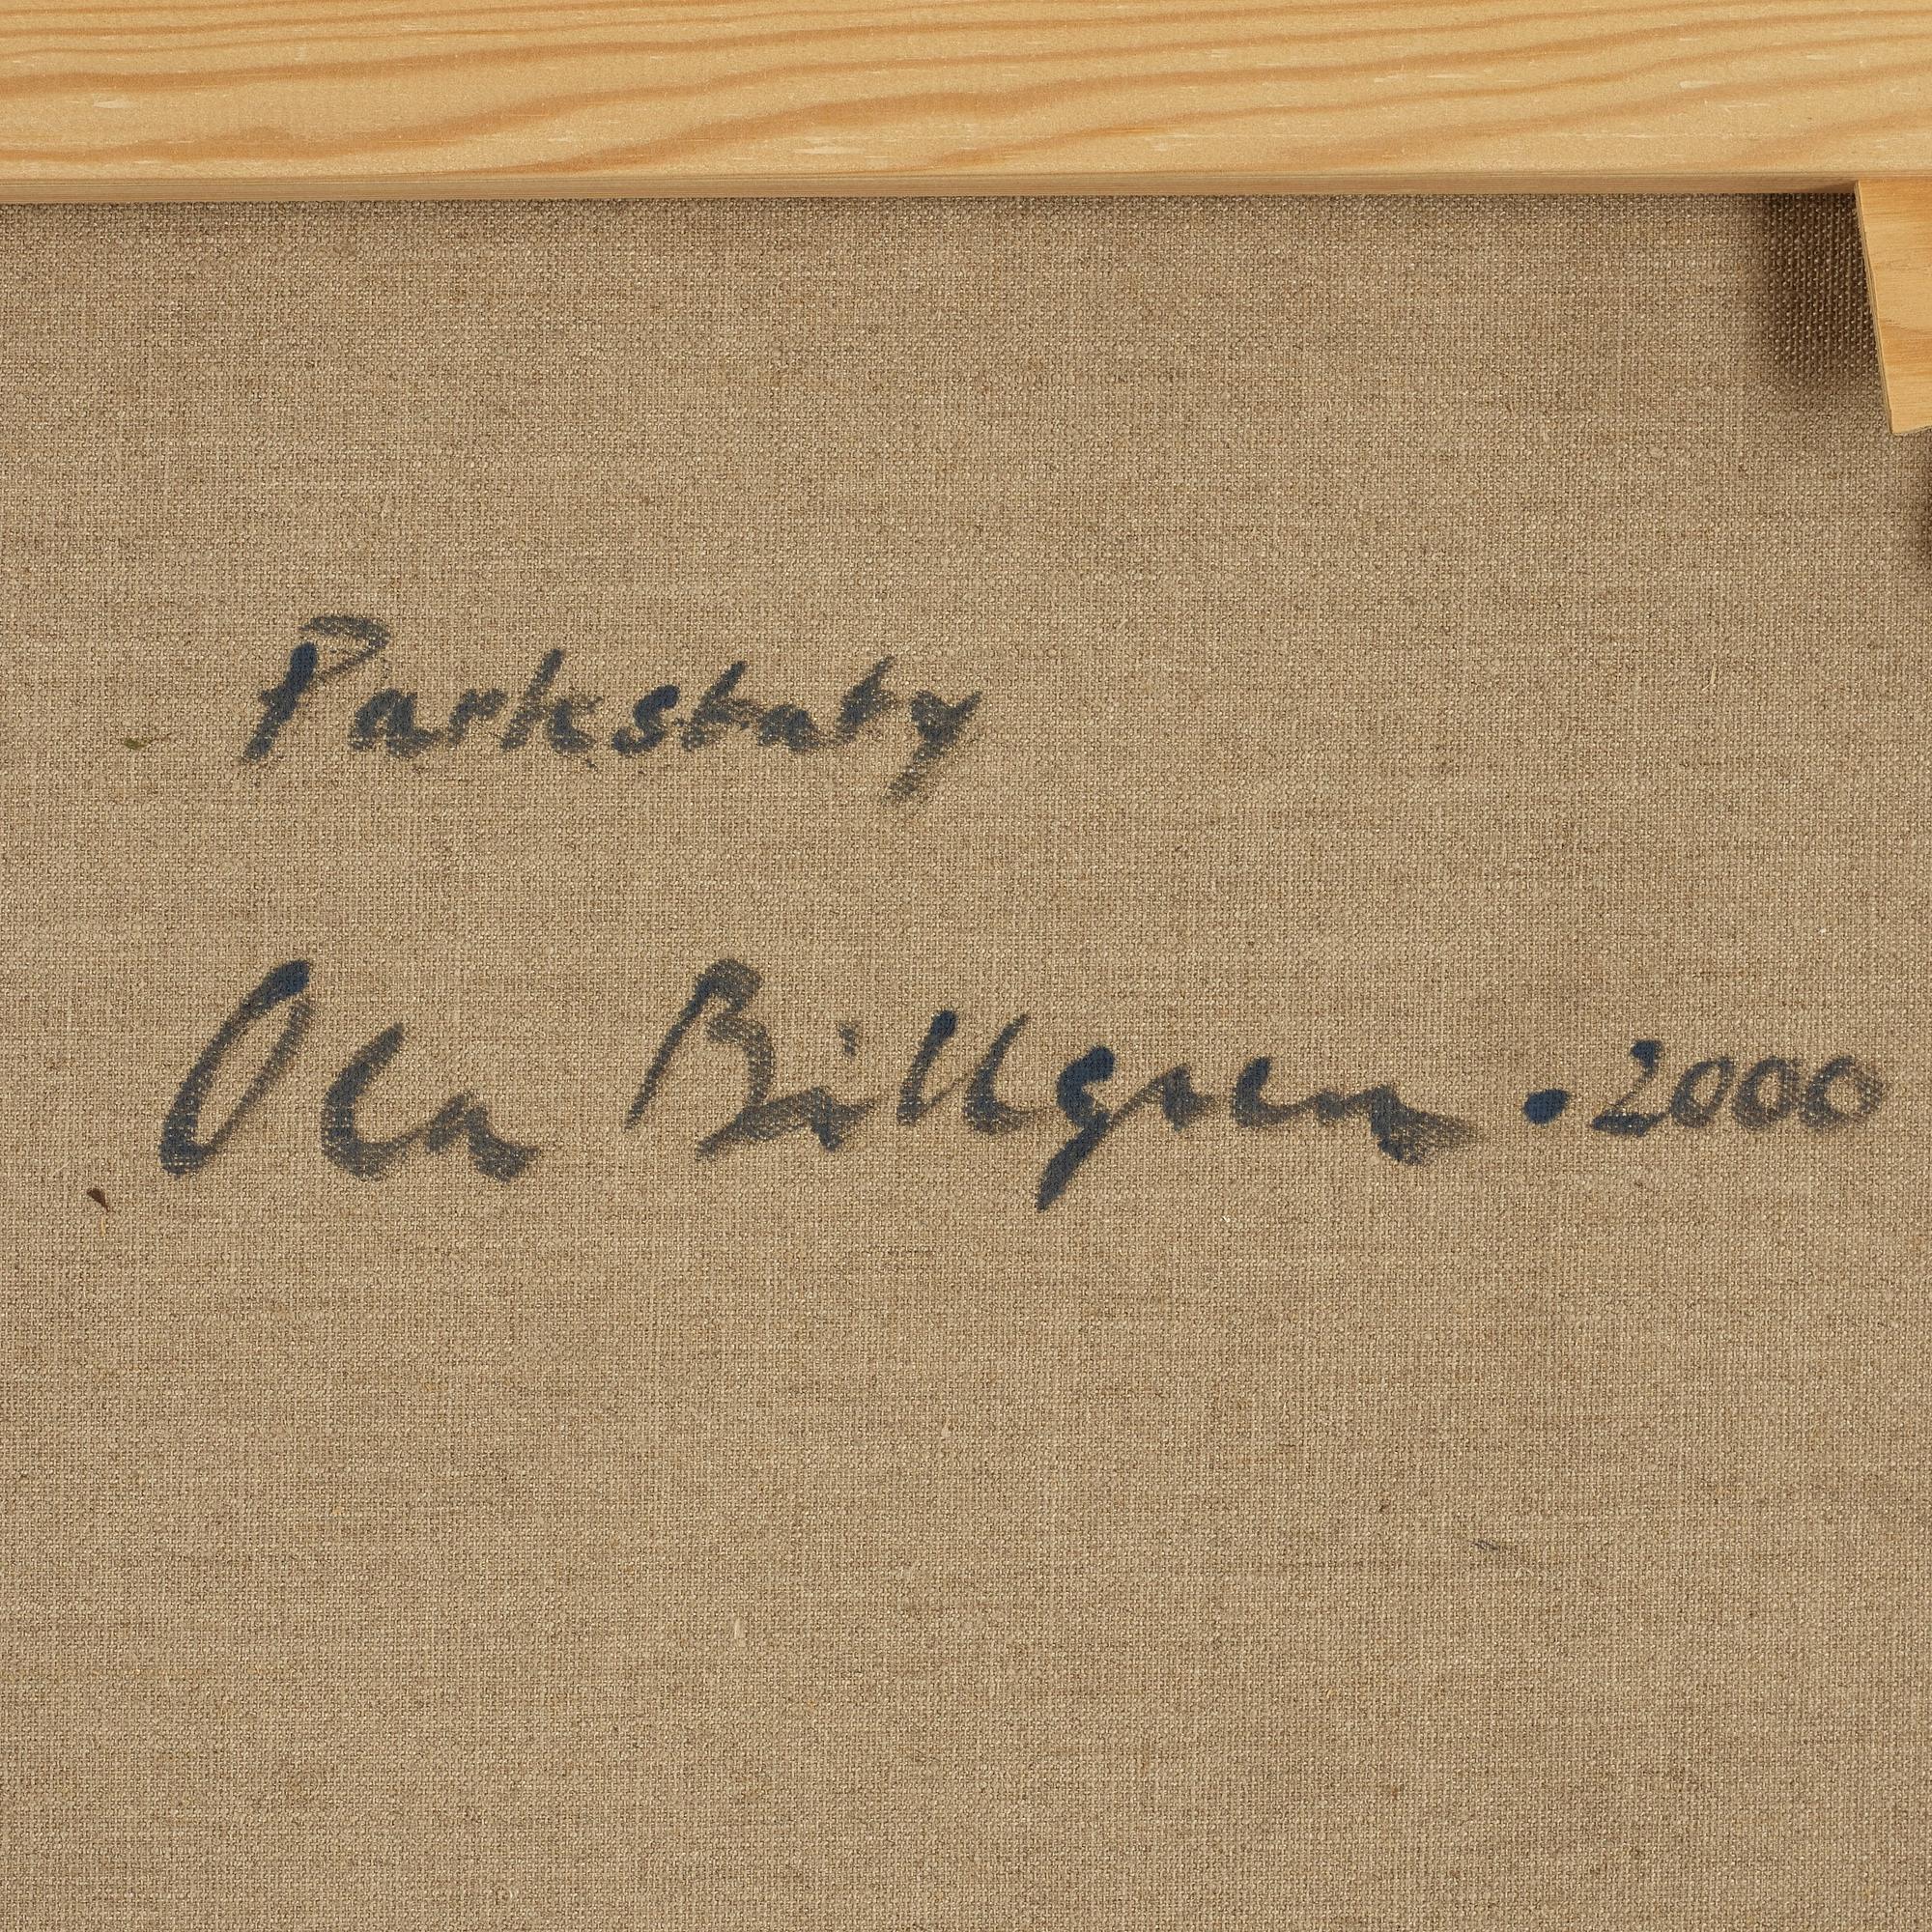 Parkstaty
Ola Billgren • 2000